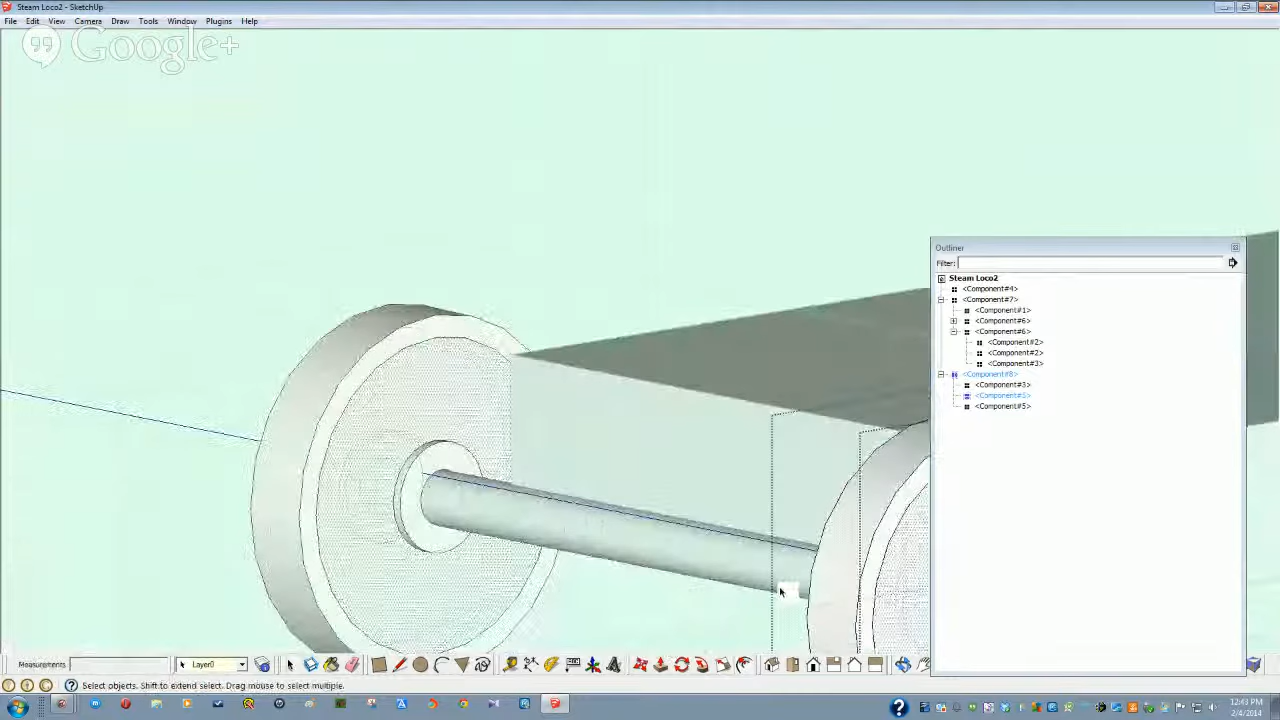 Steam Loco2 - SketchUp
File Edit View Camera Draw Tools Window Plugins Help
Google+
Outliner
Filter:
Steam Loco2
<Component#4>
<Component#7>
<Component#1>
<Component#6>
<Component#6>
<Component#2>
<Component#2>
<Component#3>
<Component#8>
<Component#3>
<Component#5>
<Component#5>
Measurements
Layer0
Select objects. Shift to extend select. Drag mouse to select multiple.
12:43 PM
2/4/2014